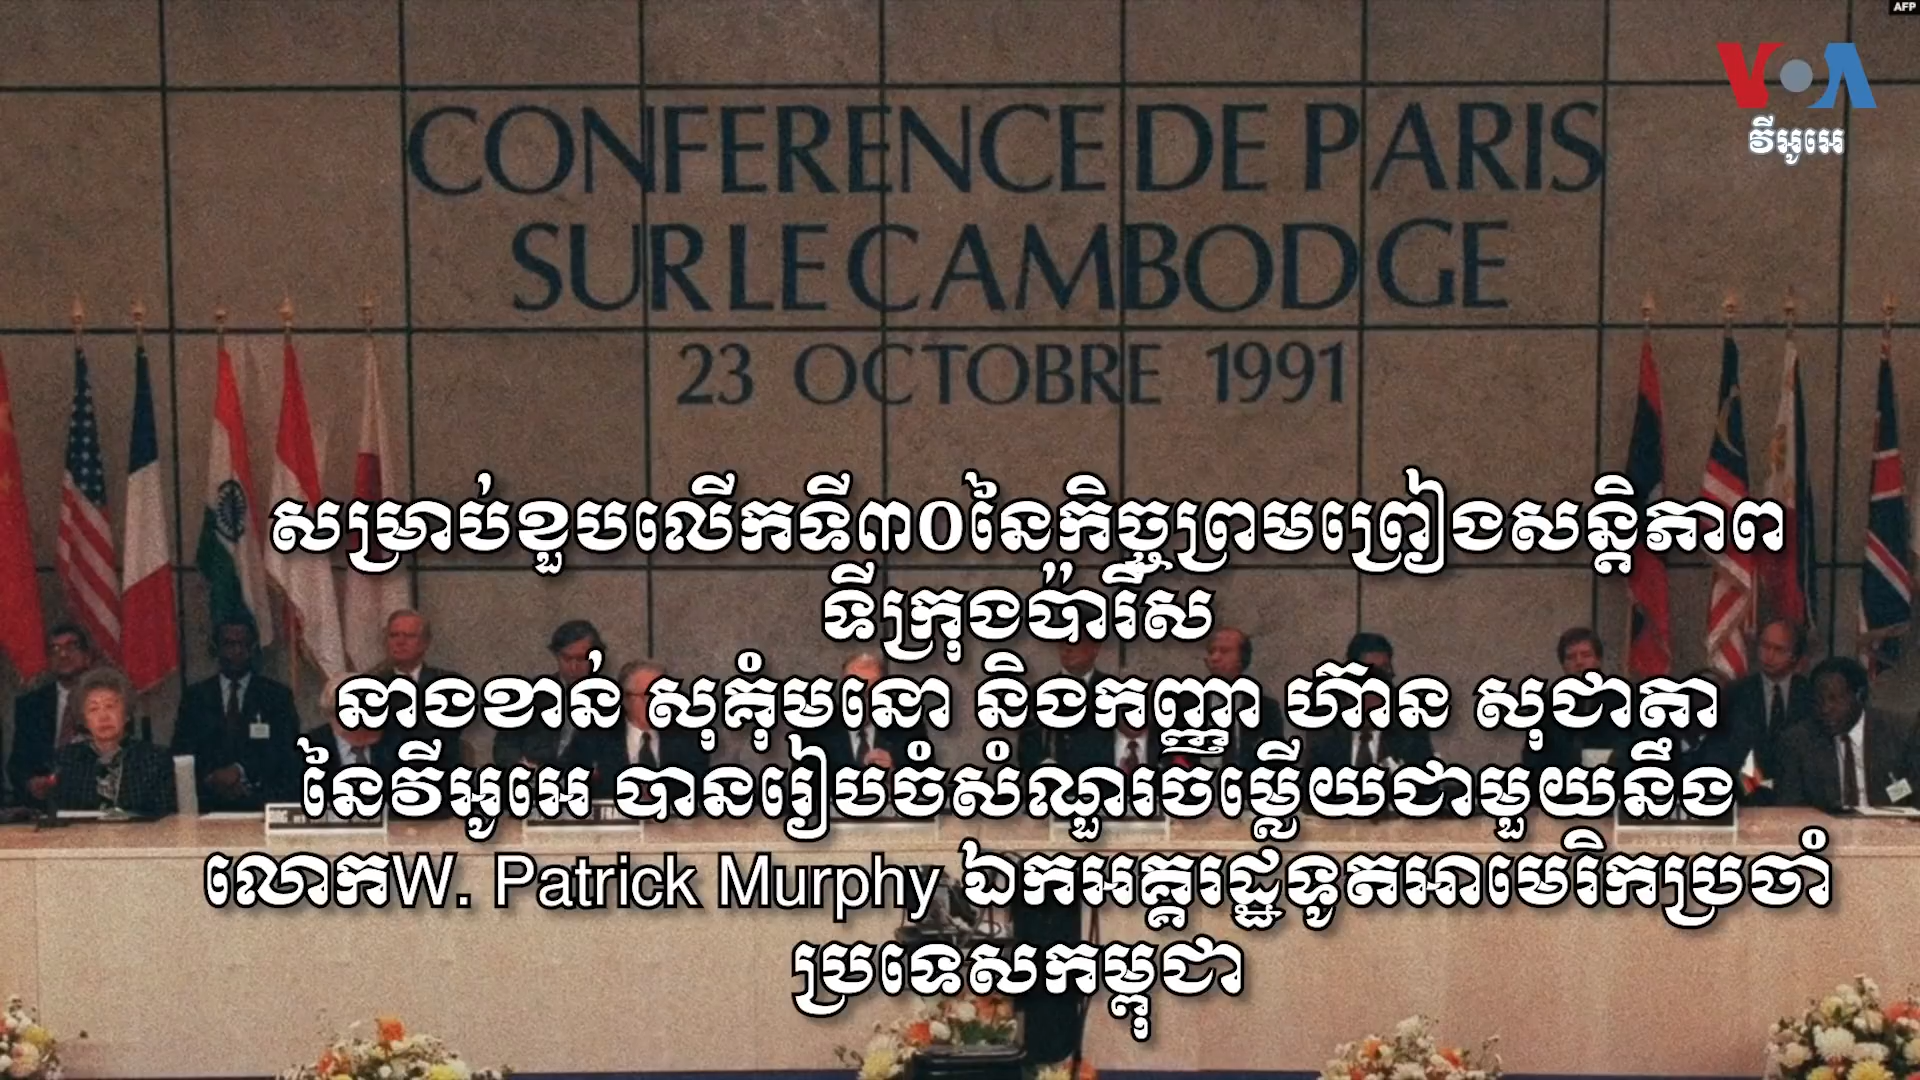 AFP
VOA
វីអូអេ
CONFERENCE DE PARIS
SUR LE CAMBODGE
23 OCTOBRE 1991
សម្រាប់ខួបលើកទី៣០នៃកិច្ចព្រមព្រៀងសន្តិភាព
ទីក្រុងប៉ារីស
នាងខាន់ សុគុំមនោ និងកញ្ញា ហ៊ាន សុជាតា
នៃវីអូអេ បានរៀបចំសំណួរចម្លើយជាមួយនឹង
លោកW. Patrick Murphy ឯកអគ្គរដ្ឋទូតអាមេរិកប្រចាំ
ប្រទេសកម្ពុជា